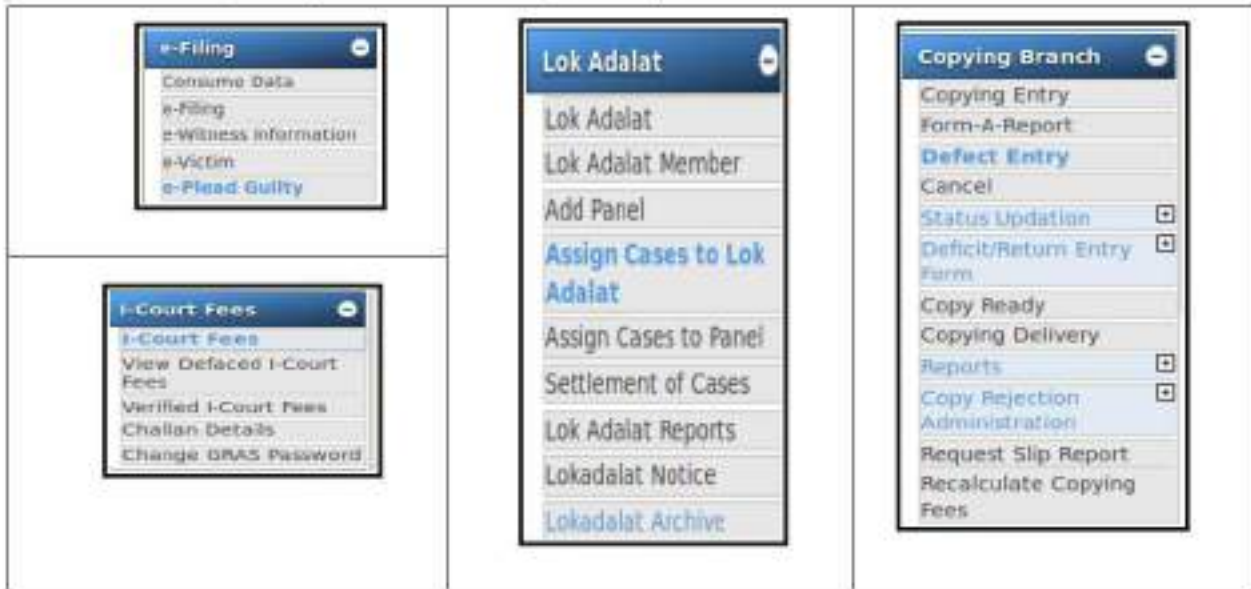 e-Filing
Consume Data
e-Filing
e-Witness Information
e-Victim
e-Plead Guilty
I-Court Fees
I-Court Fees
View Defaced I-Court
Fees
Verified I-Court Fees
Challan Details
Change GRAS Password
Lok Adalat
Lok Adalat
Lok Adalat Member
Add Panel
Assign Cases to Lok
Adalat
Assign Cases to Panel
Settlement of Cases
Lok Adalat Reports
Lokadalat Notice
Lokadalat Archive
Copying Branch
Copying Entry
Form-A-Report
Defect Entry
Cancel
Status Updation
Deficit/Return Entry
Form
Copy Ready
Copying Delivery
Reports
Copy Rejection
Administration
Request Slip Report
Recalculate Copying
Fees